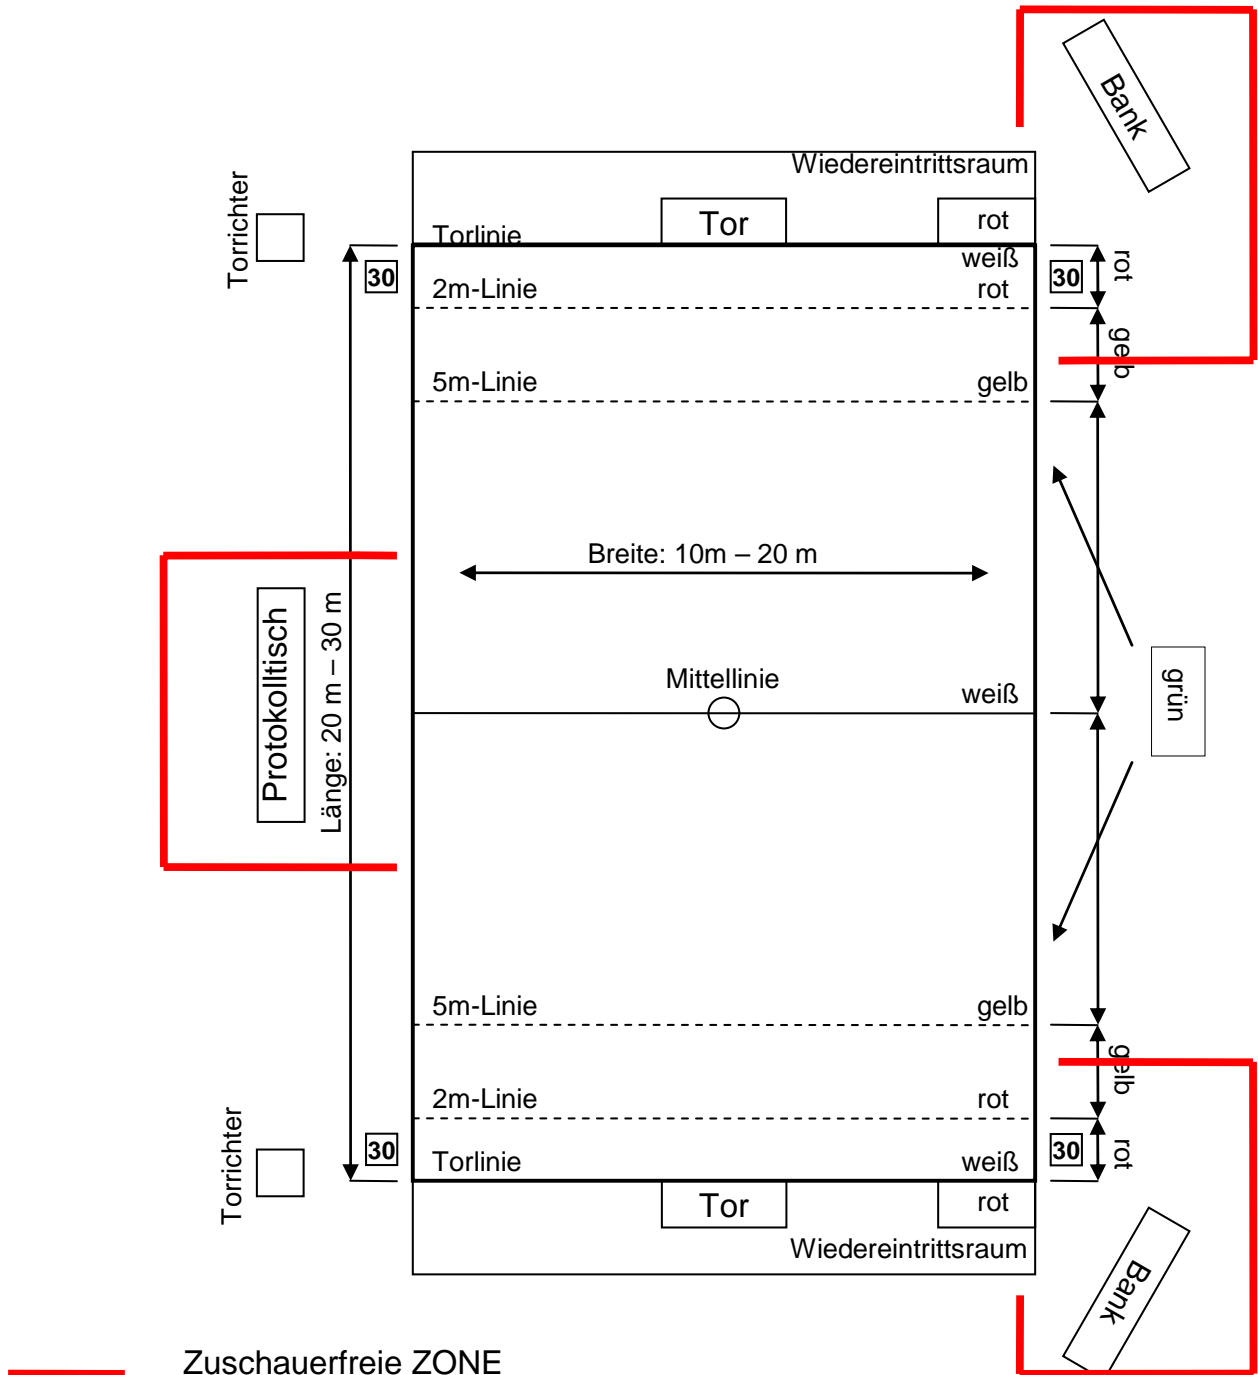 Bank
Wiedereintrittsraum
Torrichter
Tor
rot
Torlinie
weiß
30
30
rot
2m-Linie
rot
gelb
5m-Linie
gelb
Breite: 10m – 20 m
Protokolltisch
Länge: 20 m – 30 m
Mittellinie
weiß
grün
5m-Linie
gelb
gelb
2m-Linie
rot
Torrichter
30
Torlinie
weiß
30
rot
Tor
rot
Wiedereintrittsraum
Bank
Zuschauerfreie ZONE